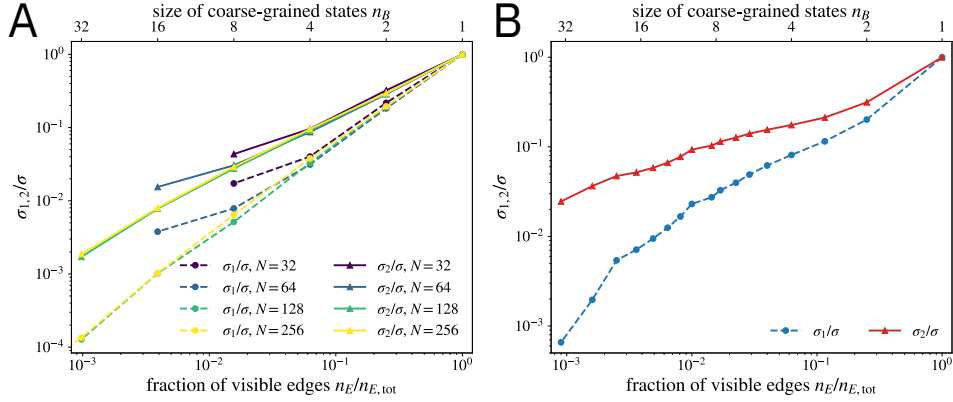 A
size of coarse-grained states n_B
32 16 8 4 2 1
10^0
10^-1
10^-2
10^-3
10^-4
σ_{1,2}/σ
σ_1/σ, N = 32
σ_1/σ, N = 64
σ_1/σ, N = 128
σ_1/σ, N = 256
σ_2/σ, N = 32
σ_2/σ, N = 64
σ_2/σ, N = 128
σ_2/σ, N = 256
10^-3 10^-2 10^-1 10^0
fraction of visible edges n_E/n_{E,tot}
B
size of coarse-grained states n_B
32 16 8 4 2 1
10^0
10^-1
10^-2
10^-3
σ_{1,2}/σ
σ_1/σ
σ_2/σ
10^-3 10^-2 10^-1 10^0
fraction of visible edges n_E/n_{E,tot}